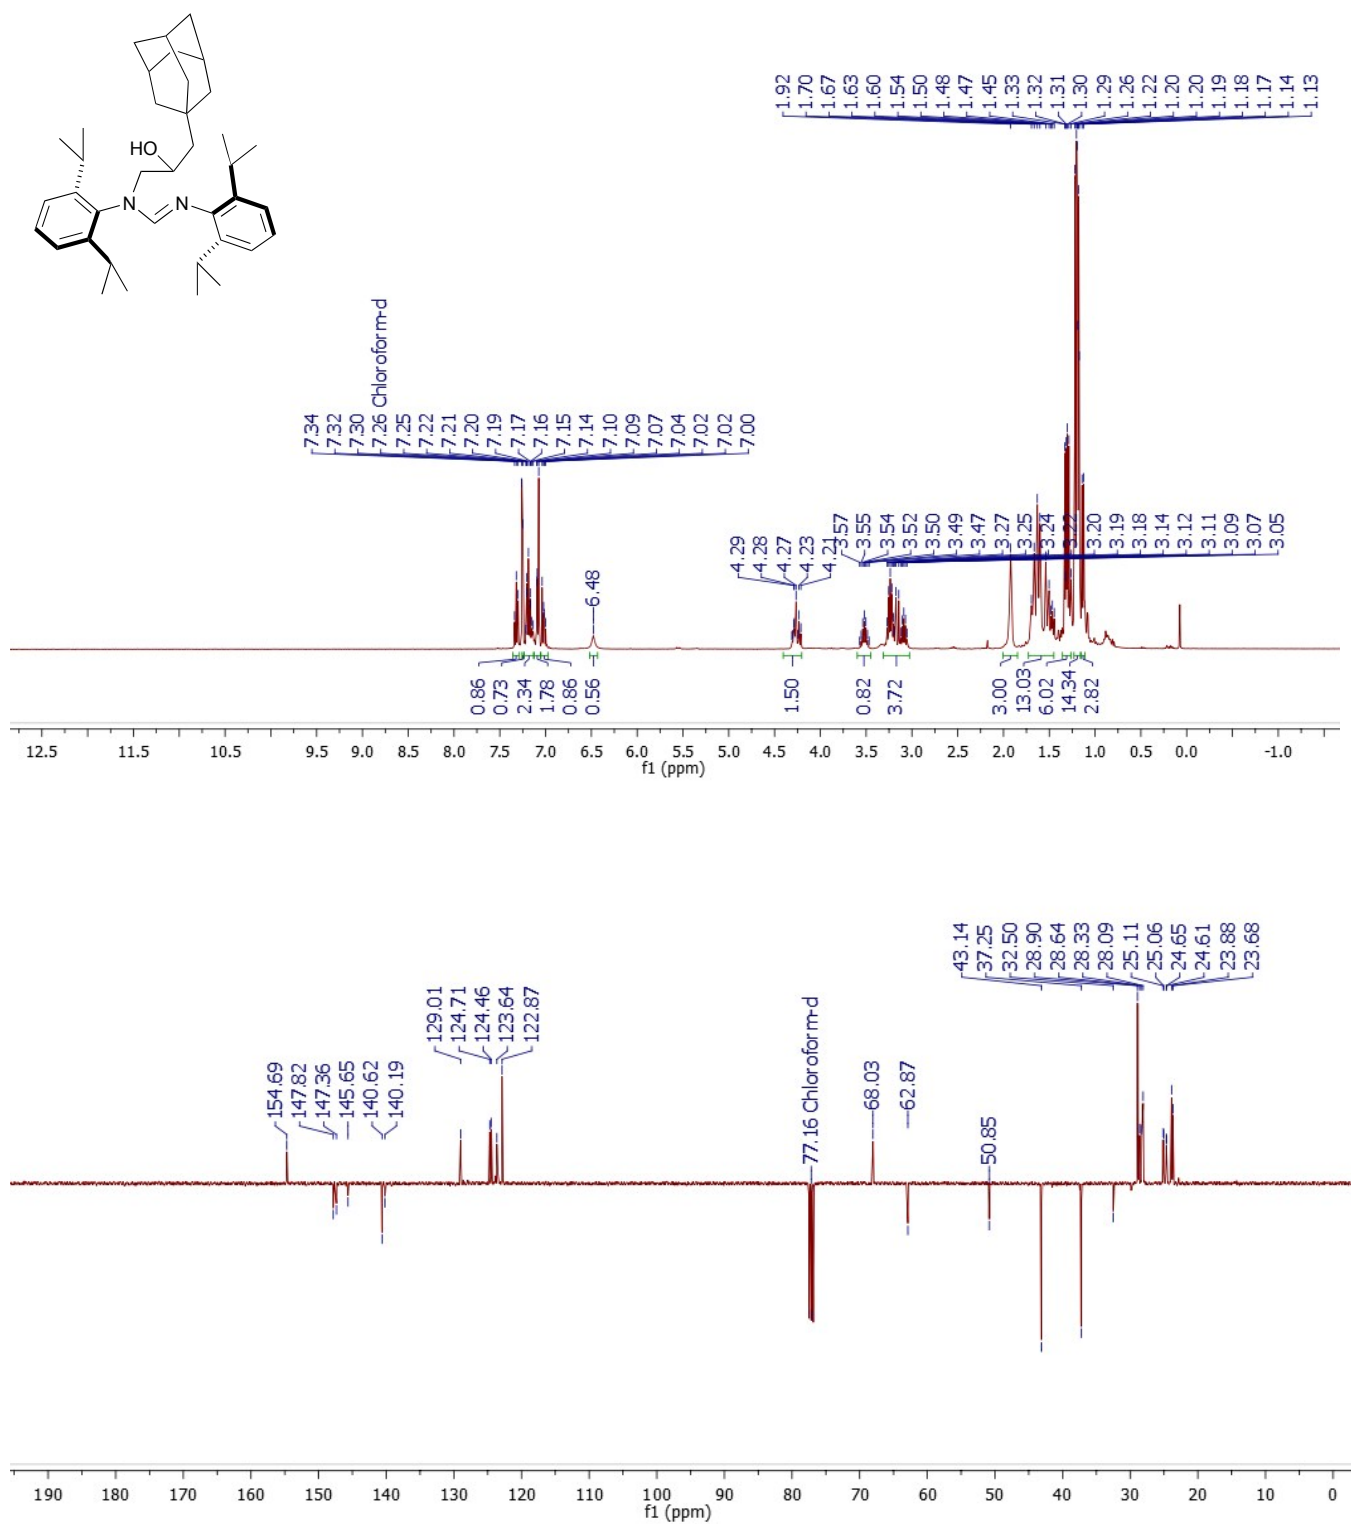 HO
N
N
1.92 1.70 1.67 1.63 1.60 1.54 1.50 1.48 1.47 1.45 1.33 1.32 1.31 1.30 1.29 1.26 1.22 1.20 1.20 1.19 1.18 1.17 1.14 1.13
7.34 7.32 7.30 7.26 Chloroform-d 7.25 7.22 7.21 7.20 7.19 7.17 7.16 7.15 7.14 7.10 7.09 7.07 7.04 7.02 7.02 7.00
6.48
4.29 4.28 4.27 4.23 4.21
3.57 3.55 3.54 3.52 3.50 3.49 3.47 3.27 3.25 3.24 3.22 3.20 3.19 3.18 3.14 3.12 3.11 3.09 3.07 3.05
0.86 0.73 2.34 1.78 0.86 0.56 1.50 0.82 3.72 3.00 13.03 6.02 14.34 2.82
12.5 11.5 10.5 9.5 9.0 8.5 8.0 7.5 7.0 6.5 6.0 5.5 5.0 4.5 4.0 3.5 3.0 2.5 2.0 1.5 1.0 0.5 0.0 -1.0
f1 (ppm)
154.69 147.82 147.36 145.65 140.62 140.19
129.01 124.71 124.46 123.64 122.87
77.16 Chloroform-d
68.03
62.87
50.85
43.14 37.25 32.50 28.90 28.64 28.33 28.09 25.11 25.06 24.65 24.61 23.88 23.68
190 180 170 160 150 140 130 120 110 100 90 80 70 60 50 40 30 20 10 0
f1 (ppm)